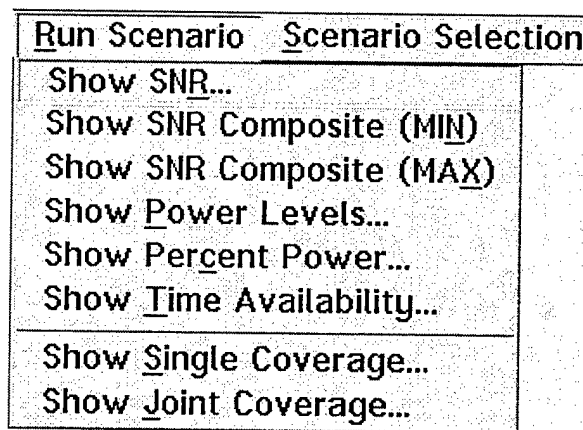 Run Scenario Scenario Selection
Show SNR...
Show SNR Composite (MIN)
Show SNR Composite (MAX)
Show Power Levels...
Show Percent Power...
Show Time Availability...
Show Single Coverage...
Show Joint Coverage...